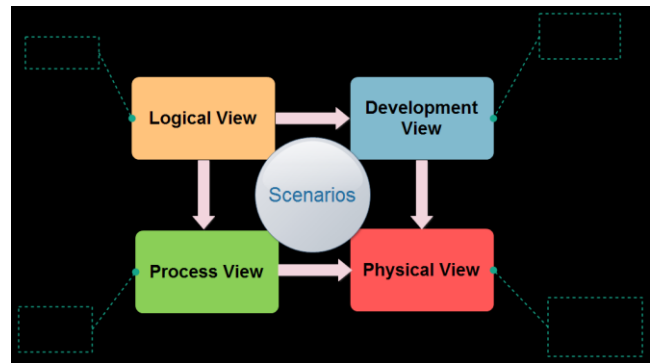 Logical View
Development
View
Scenarios
Process View
Physical View